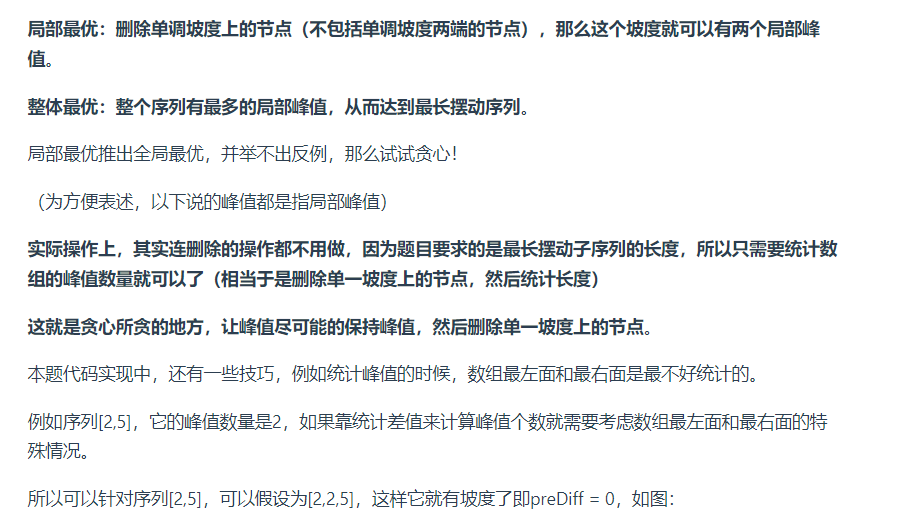 局部最优：删除单调坡度上的节点（不包括单调坡度两端的节点），那么这个坡度就可以有两个局部峰
值。
整体最优：整个序列有最多的局部峰值，从而达到最长摆动序列。
局部最优推出全局最优，并举不出反例，那么试试贪心！
（为方便表述，以下说的峰值都是指局部峰值）
实际操作上，其实连删除的操作都不用做，因为题目要求的是最长摆动子序列的长度，所以只需要统计数
组的峰值数量就可以了（相当于是删除单一坡度上的节点，然后统计长度）
这就是贪心所贪的地方，让峰值尽可能的保持峰值，然后删除单一坡度上的节点。
本题代码实现中，还有一些技巧，例如统计峰值的时候，数组最左面和最右面是最不好统计的。
例如序列[2,5]，它的峰值数量是2，如果靠统计差值来计算峰值个数就需要考虑数组最左面和最右面的特
殊情况。
所以可以针对序列[2,5]，可以假设为[2,2,5]，这样它就有坡度了即preDiff = 0，如图：